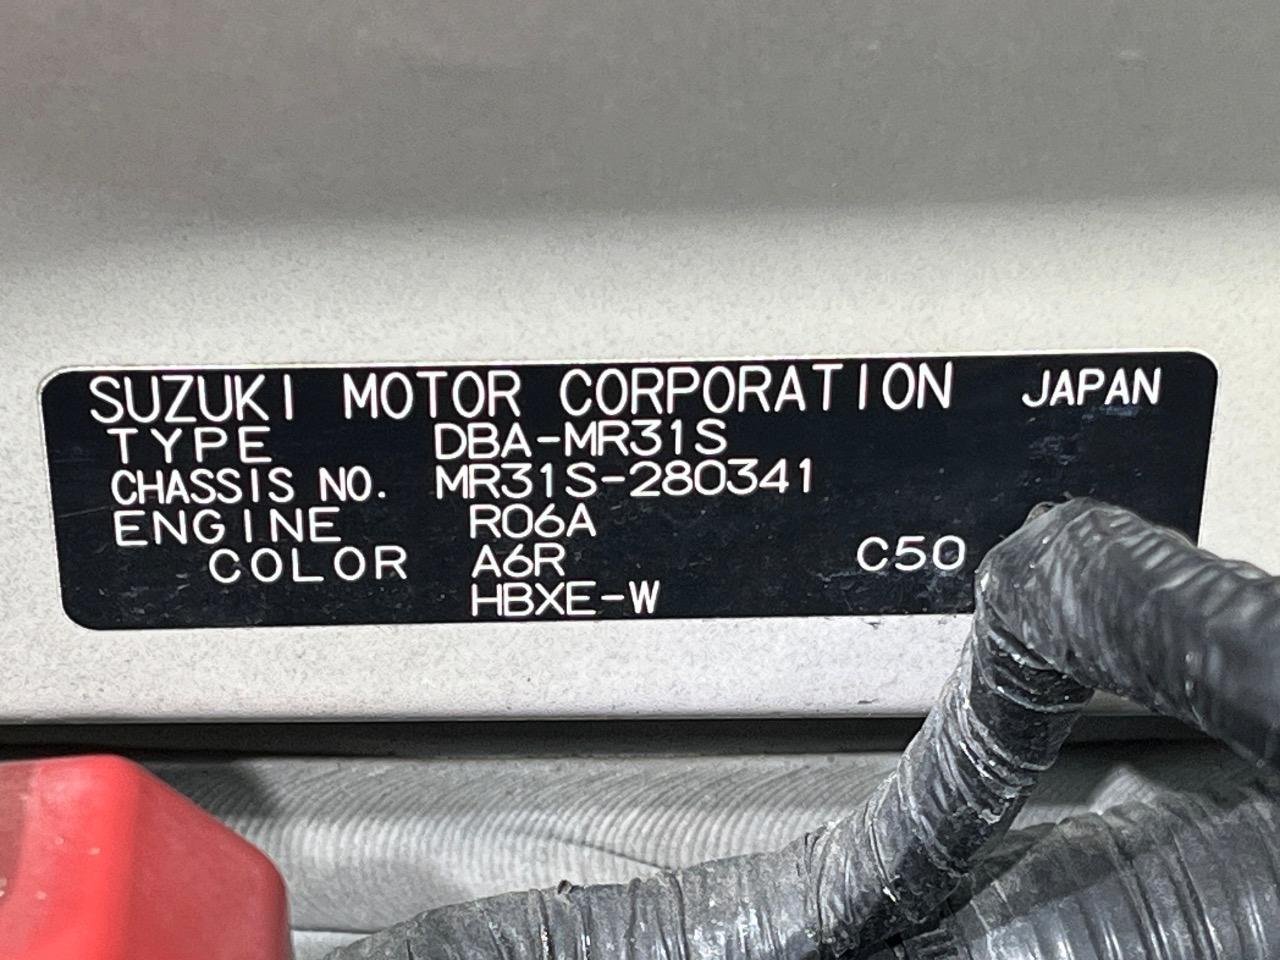 SUZUKI MOTOR CORPORATION JAPAN
TYPE DBA-MR31S
CHASSIS NO. MR31S-280341
ENGINE R06A
COLOR A6R C50
HBXE-W